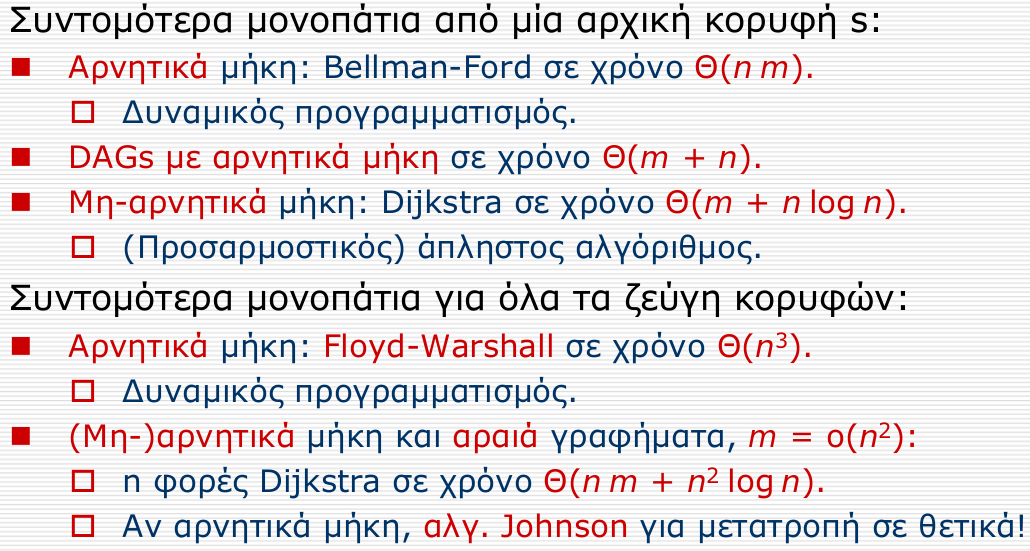 Συντομότερα μονοπάτια από μία αρχική κορυφή s:
Αρνητικά μήκη: Bellman-Ford σε χρόνο Θ(n m).
Δυναμικός προγραμματισμός.
DAGs με αρνητικά μήκη σε χρόνο Θ(m + n).
Μη-αρνητικά μήκη: Dijkstra σε χρόνο Θ(m + n log n).
(Προσαρμοστικός) άπληστος αλγόριθμος.
Συντομότερα μονοπάτια για όλα τα ζεύγη κορυφών:
Αρνητικά μήκη: Floyd-Warshall σε χρόνο Θ(n³).
Δυναμικός προγραμματισμός.
(Μη-)αρνητικά μήκη και αραιά γραφήματα, m = o(n²):
n φορές Dijkstra σε χρόνο Θ(n m + n² log n).
Αν αρνητικά μήκη, αλγ. Johnson για μετατροπή σε θετικά!